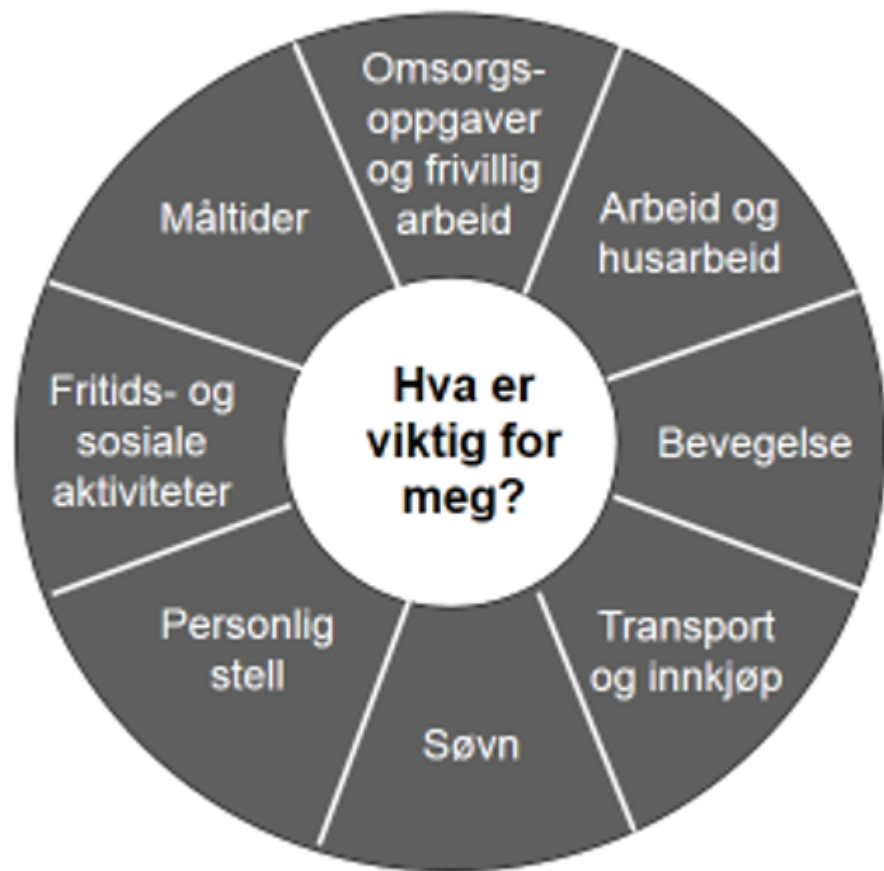 Omsorgs-
oppgaver
og frivillig
arbeid
Arbeid og
husarbeid
Bevegelse
Transport
og innkjøp
Søvn
Personlig
stell
Fritids- og
sosiale
aktiviteter
Måltider
Hva er
viktig for
meg?